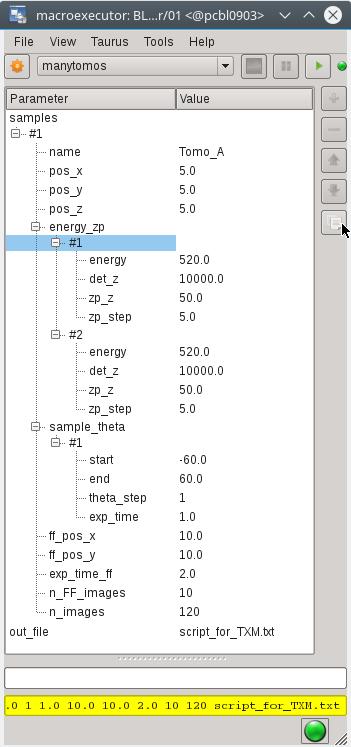 macroexecutor: BL...r/01 <@pcbl0903>
File View Taurus Tools Help
manytomos
Parameter Value
samples
#1
name Tomo_A
pos_x 5.0
pos_y 5.0
pos_z 5.0
energy_zp
#1
energy 520.0
det_z 10000.0
zp_z 50.0
zp_step 5.0
#2
energy 520.0
det_z 10000.0
zp_z 50.0
zp_step 5.0
sample_theta
#1
start -60.0
end 60.0
theta_step 1
exp_time 1.0
ff_pos_x 10.0
ff_pos_y 10.0
exp_time_ff 2.0
n_FF_images 10
n_images 120
out_file script_for_TXM.txt
.0 1 1.0 10.0 10.0 2.0 10 120 script_for_TXM.txt